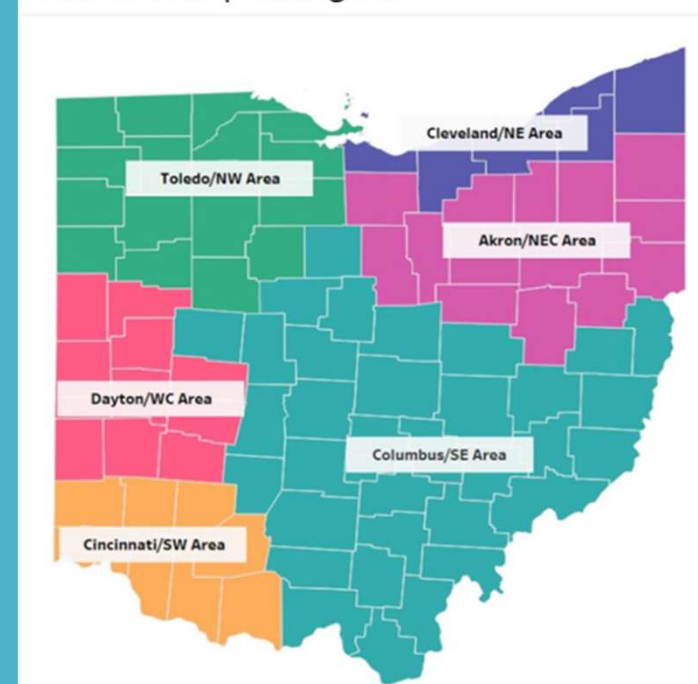 Cleveland/NE Area
Toledo/NW Area
Akron/NEC Area
Dayton/WC Area
Columbus/SE Area
Cincinnati/SW Area